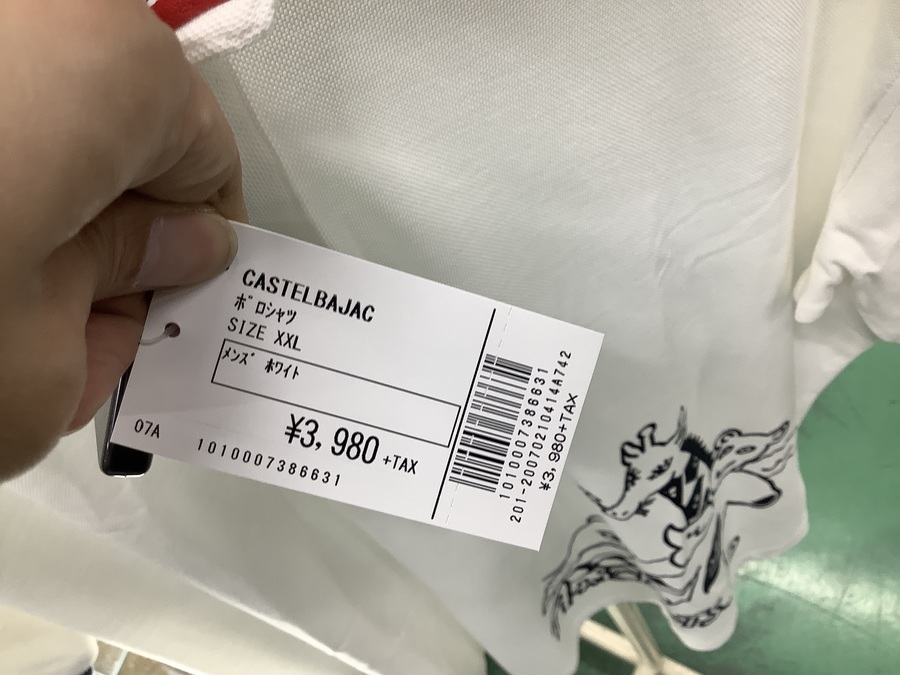 CASTELBAJAC
ポロシャツ
SIZE XXL
メンズ ホワイト
¥3,980 +TAX
07A
1010007386631
1010007386631
201-20070210414A742
¥3,980+TAX